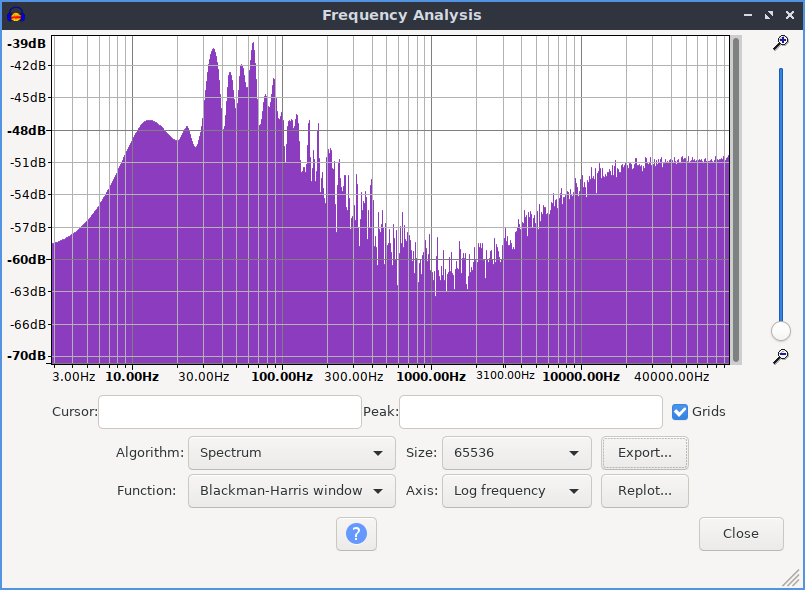 Frequency Analysis
-39dB
-42dB
-45dB
-48dB
-51dB
-54dB
-57dB
-60dB
-63dB
-66dB
-70dB
3.00Hz 10.00Hz 30.00Hz 100.00Hz 300.00Hz 1000.00Hz 3100.00Hz 10000.00Hz 40000.00Hz
Cursor: Peak: Grids
Algorithm: Spectrum Size: 65536 Export...
Function: Blackman-Harris window Axis: Log frequency Replot...
? Close